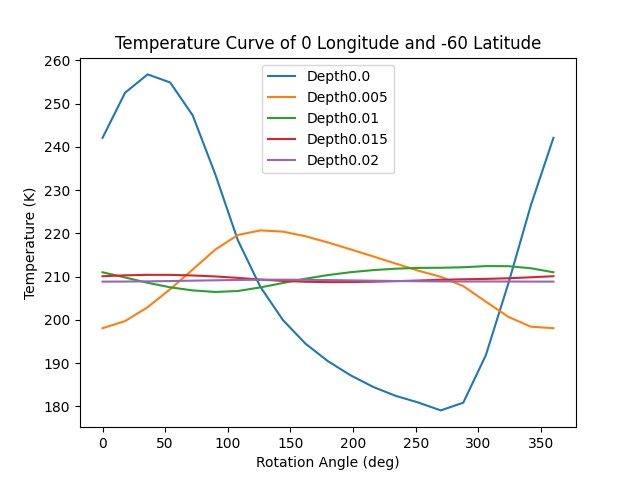 Temperature Curve of 0 Longitude and -60 Latitude
Depth0.0
Depth0.005
Depth0.01
Depth0.015
Depth0.02
260
250
240
230
220
210
200
190
180
Temperature (K)
0 50 100 150 200 250 300 350
Rotation Angle (deg)